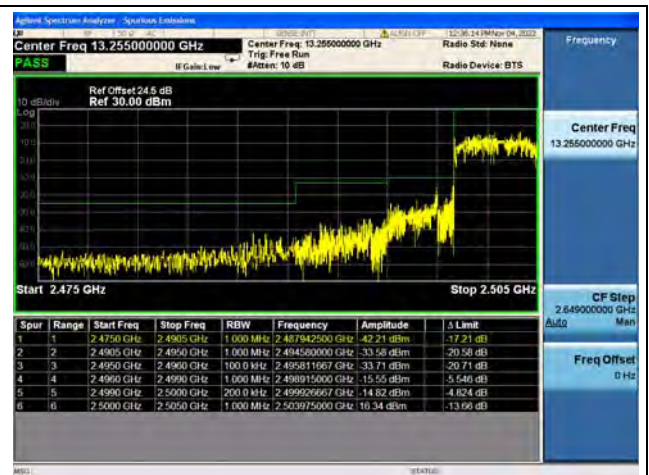 Agilent Spectrum Analyzer - Spurious Emissions
ALIGN OFF 12:36:14 PM Nov 04, 2022
Center Freq 13.255000000 GHz
Center Freq: 13.255000000 GHz
Radio Std: None
Trig: Free Run
PASS
IFGain:Low
#Atten: 10 dB
Radio Device: BTS
Ref Offset 24.5 dB
10 dB/div Ref 30.00 dBm
Log
Start 2.475 GHz
Stop 2.505 GHz
Spur Range Start Freq Stop Freq RBW Frequency Amplitude Δ Limit
1 1 2.4750 GHz 2.4905 GHz 1.000 MHz 2.487942500 GHz -42.21 dBm -17.21 dB
2 2 2.4905 GHz 2.4950 GHz 1.000 MHz 2.494580000 GHz -33.58 dBm -20.58 dB
3 3 2.4950 GHz 2.4960 GHz 100.0 kHz 2.495811667 GHz -33.71 dBm -20.71 dB
4 4 2.4960 GHz 2.4990 GHz 1.000 MHz 2.498915000 GHz -15.55 dBm -5.546 dB
5 5 2.4990 GHz 2.5000 GHz 200.0 kHz 2.499926667 GHz -14.82 dBm -4.824 dB
6 6 2.5000 GHz 2.5050 GHz 1.000 MHz 2.503975000 GHz 16.34 dBm -13.66 dB
Frequency
Center Freq
13.255000000 GHz
CF Step
2.649000000 GHz
Auto Man
Freq Offset
0 Hz
MSG
STATUS